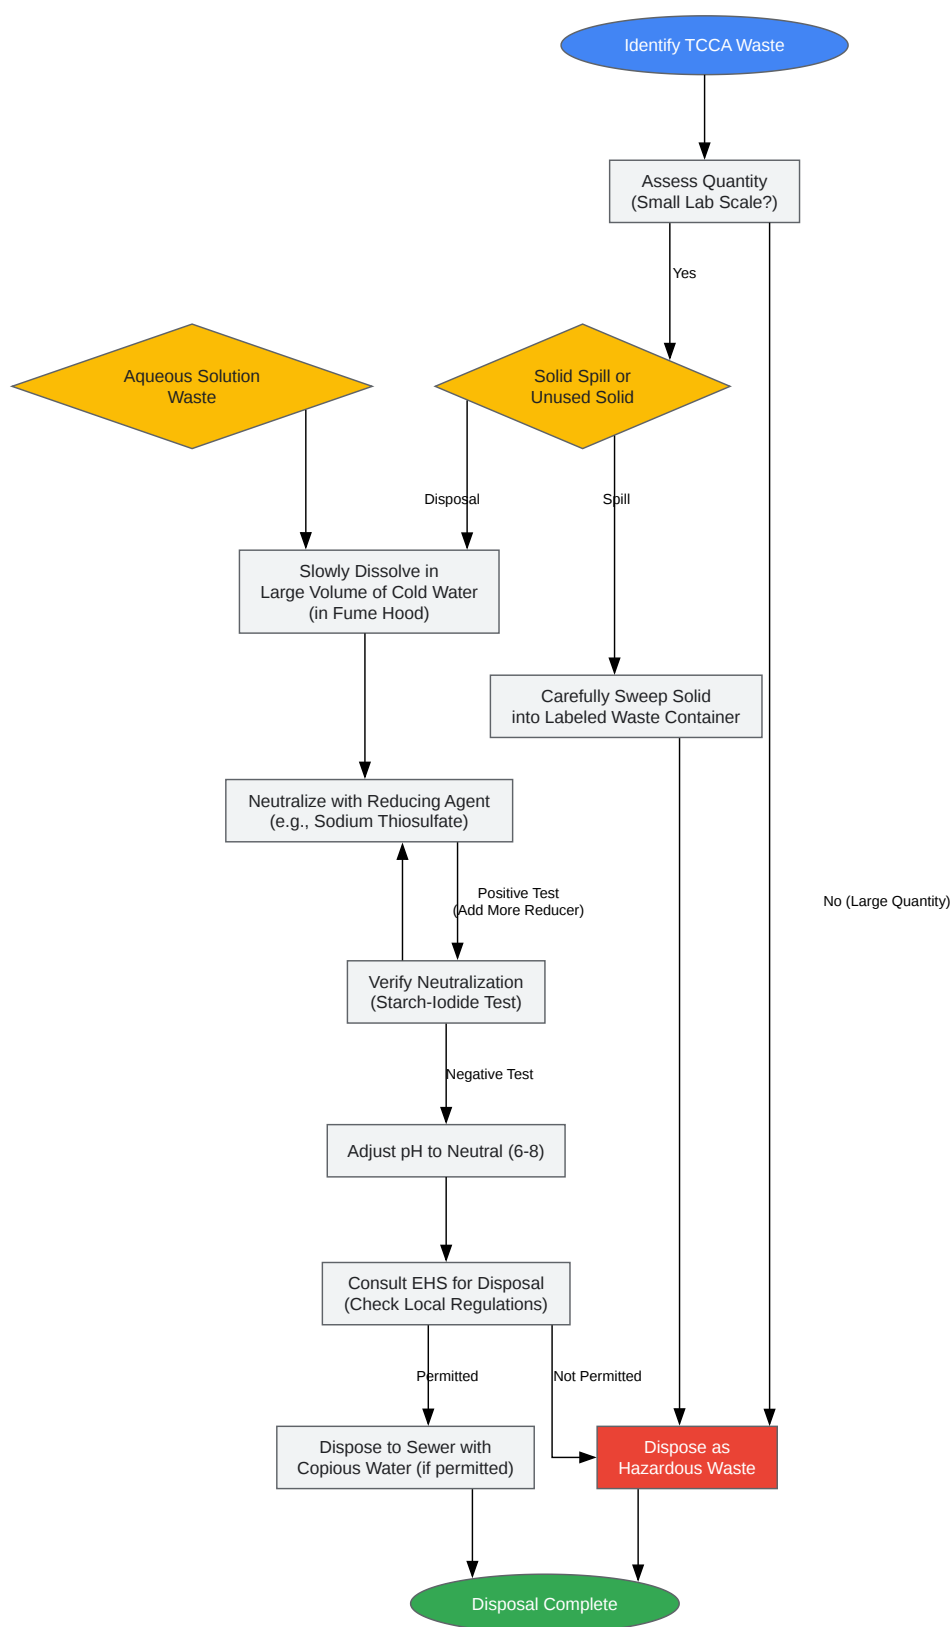 Identify TCCA Waste
Assess Quantity
(Small Lab Scale?)
Yes
Aqueous Solution
Waste
Solid Spill or
Unused Solid
Disposal
Spill
Slowly Dissolve in
Large Volume of Cold Water
(in Fume Hood)
Carefully Sweep Solid
into Labeled Waste Container
Neutralize with Reducing Agent
(e.g., Sodium Thiosulfate)
Positive Test
(Add More Reducer)
No (Large Quantity)
Verify Neutralization
(Starch-Iodide Test)
Negative Test
Adjust pH to Neutral (6-8)
Consult EHS for Disposal
(Check Local Regulations)
Permitted
Not Permitted
Dispose to Sewer with
Copious Water (if permitted)
Dispose as
Hazardous Waste
Disposal Complete